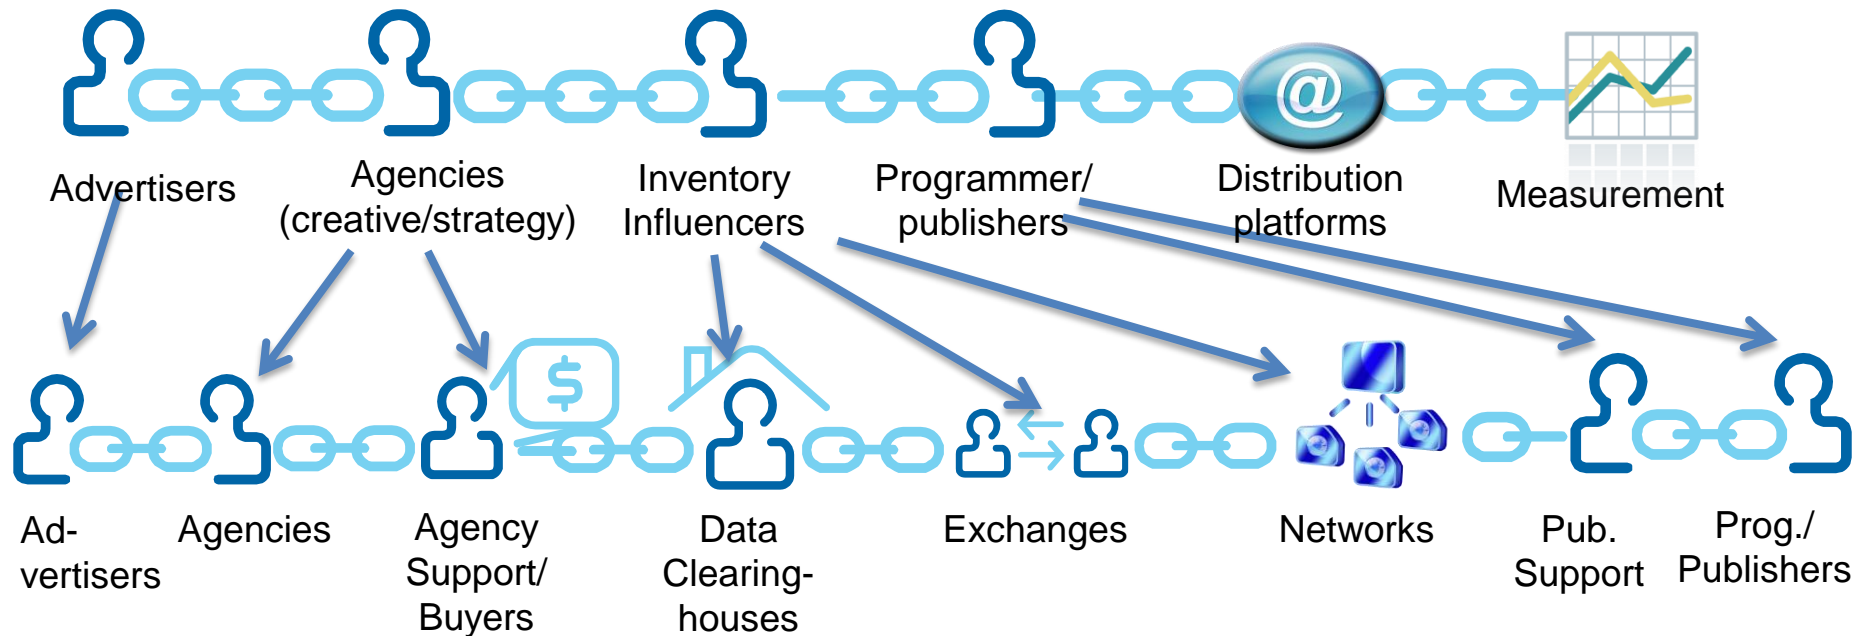 @
Advertisers
Agencies
(creative/strategy)
Inventory
Influencers
Programmer/
publishers
Distribution
platforms
Measurement
$
Ad-
vertisers
Agencies
Agency
Support/
Buyers
Data
Clearing-
houses
Exchanges
Networks
Pub.
Support
Prog./
Publishers